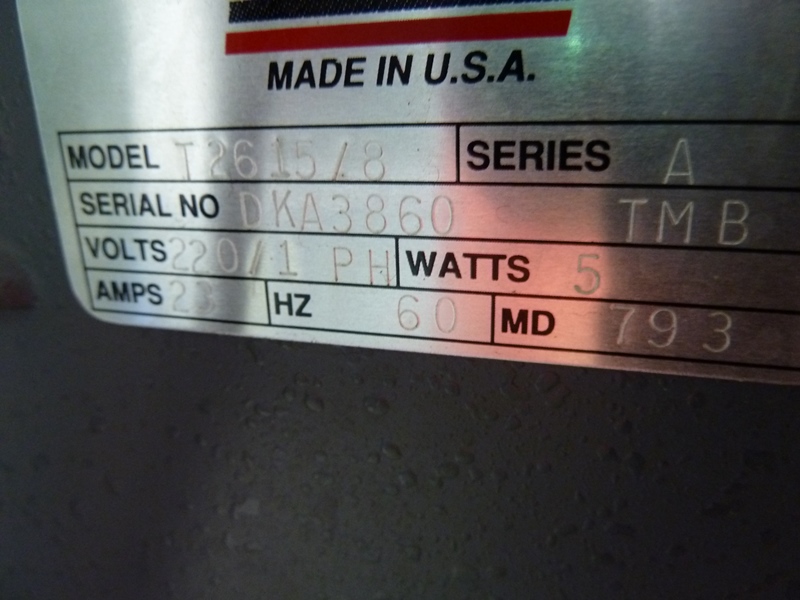 MADE IN U.S.A.
MODEL T2615/8 SERIES A
SERIAL NO DKA3860 TMB
VOLTS 220/1 PH WATTS 5
AMPS 23 HZ 60 MD 793